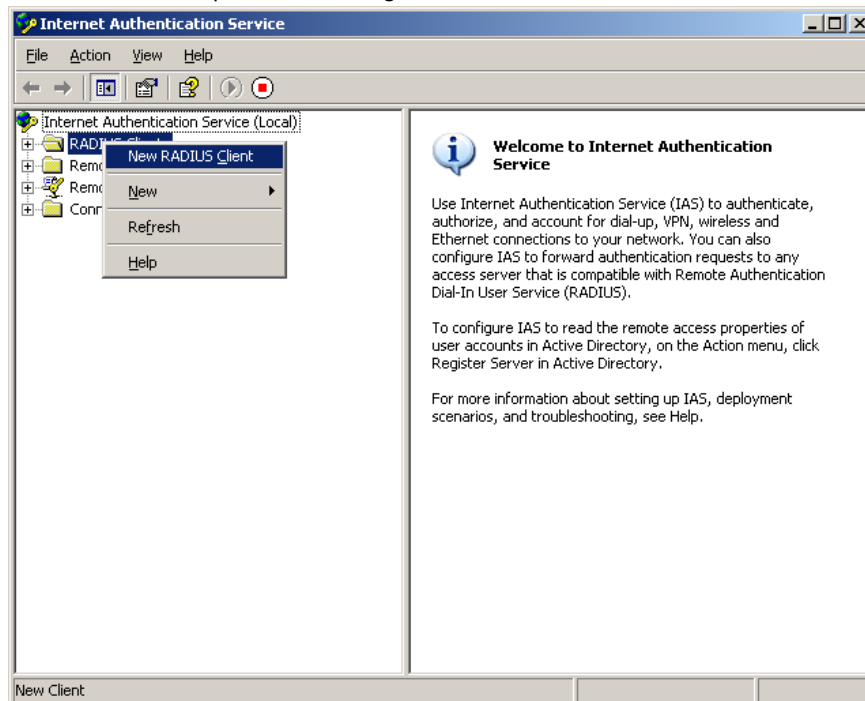 Internet Authentication Service
File Action View Help
Internet Authentication Service (Local)
New RADIUS Client
New
Refresh
Help
Welcome to Internet Authentication
Service
Use Internet Authentication Service (IAS) to authenticate,
authorize, and account for dial-up, VPN, wireless and
Ethernet connections to your network. You can also
configure IAS to forward authentication requests to any
access server that is compatible with Remote Authentication
Dial-In User Service (RADIUS).
To configure IAS to read the remote access properties of
user accounts in Active Directory, on the Action menu, click
Register Server in Active Directory.
For more information about setting up IAS, deployment
scenarios, and troubleshooting, see Help.
New Client